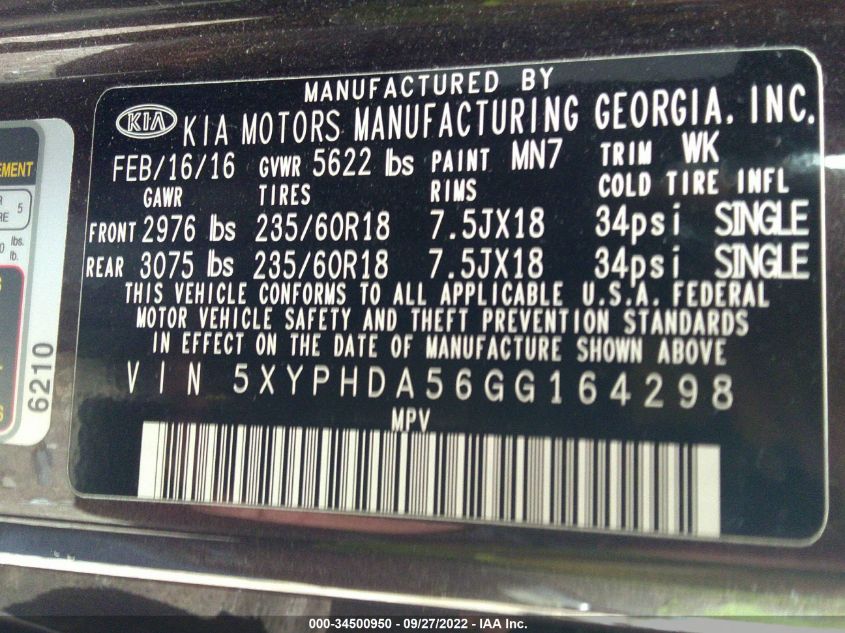 MANUFACTURED BY
KIA KIA MOTORS MANUFACTURING GEORGIA, INC.
FEB/16/16 GVWR 5622 lbs PAINT MN7 TRIM WK
GAWR TIRES RIMS COLD TIRE INFL
FRONT 2976 lbs 235/60R18 7.5JX18 34psi SINGLE
REAR 3075 lbs 235/60R18 7.5JX18 34psi SINGLE
THIS VEHICLE CONFORMS TO ALL APPLICABLE U.S.A. FEDERAL
MOTOR VEHICLE SAFETY AND THEFT PREVENTION STANDARDS
IN EFFECT ON THE DATE OF MANUFACTURE SHOWN ABOVE
VIN 5XYPHDA56GG164298
MPV
5
lbs.
lb.
6210
000-34500950 - 09/27/2022 - IAA Inc.